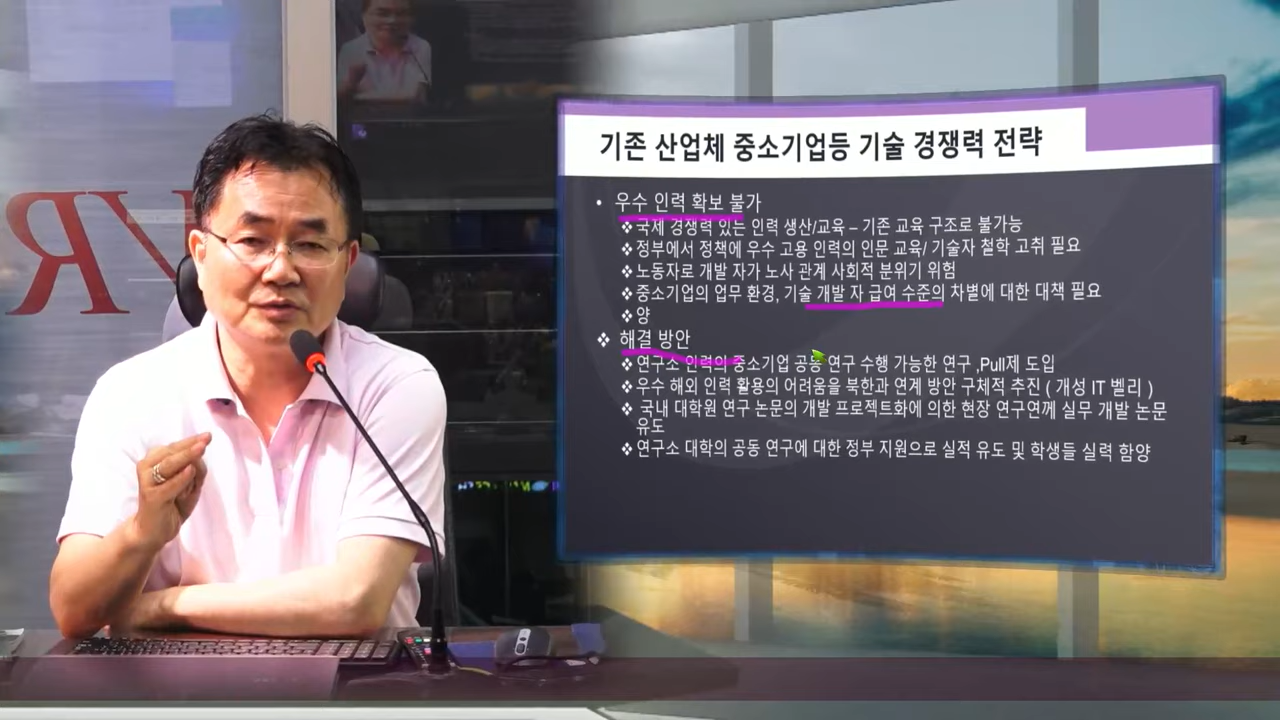 기존 산업체 중소기업등 기술 경쟁력 전략
• 우수 인력 확보 불가
❖국제 경쟁력 있는 인력 생산/교육 – 기존 교육 구조로 불가능
❖정부에서 정책에 우수 고용 인력의 인문 교육/ 기술자 철학 고취 필요
❖노동자로 개발 자가 노사 관계 사회적 분위기 위험
❖중소기업의 업무 환경, 기술 개발 자 급여 수준의 차별에 대한 대책 필요
❖양
❖ 해결 방안
❖연구소 인력의 중소기업 공동 연구 수행 가능한 연구 ,Pull제 도입
❖우수 해외 인력 활용의 어려움을 북한과 연계 방안 구체적 추진 ( 개성 IT 벨리 )
❖ 국내 대학원 연구 논문의 개발 프로젝트화에 의한 현장 연구연께 실무 개발 논문
유도
❖연구소 대학의 공동 연구에 대한 정부 지원으로 실적 유도 및 학생들 실력 함양